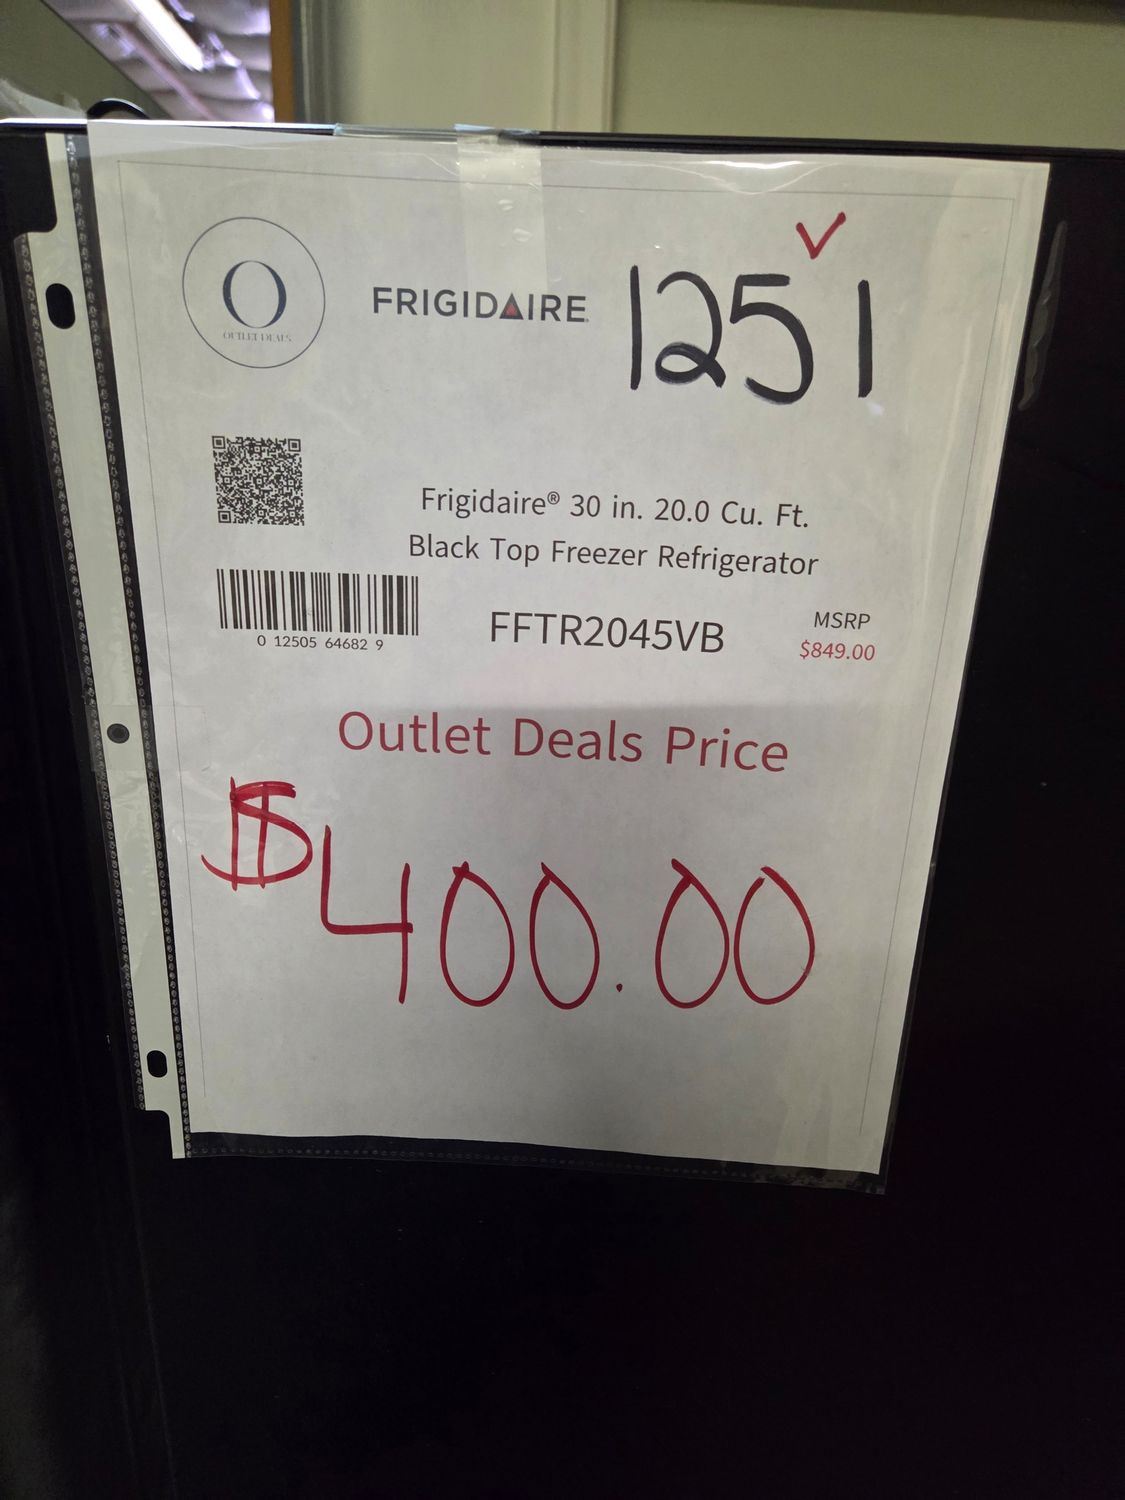 O
OUTLET DEALS
FRIGIDAIRE
1251
Frigidaire® 30 in. 20.0 Cu. Ft.
Black Top Freezer Refrigerator
0 12505 64682 9
FFTR2045VB
MSRP
$849.00
Outlet Deals Price
$400.00